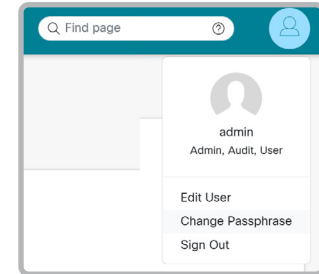 Find page
admin
Admin, Audit, User
Edit User
Change Passphrase
Sign Out